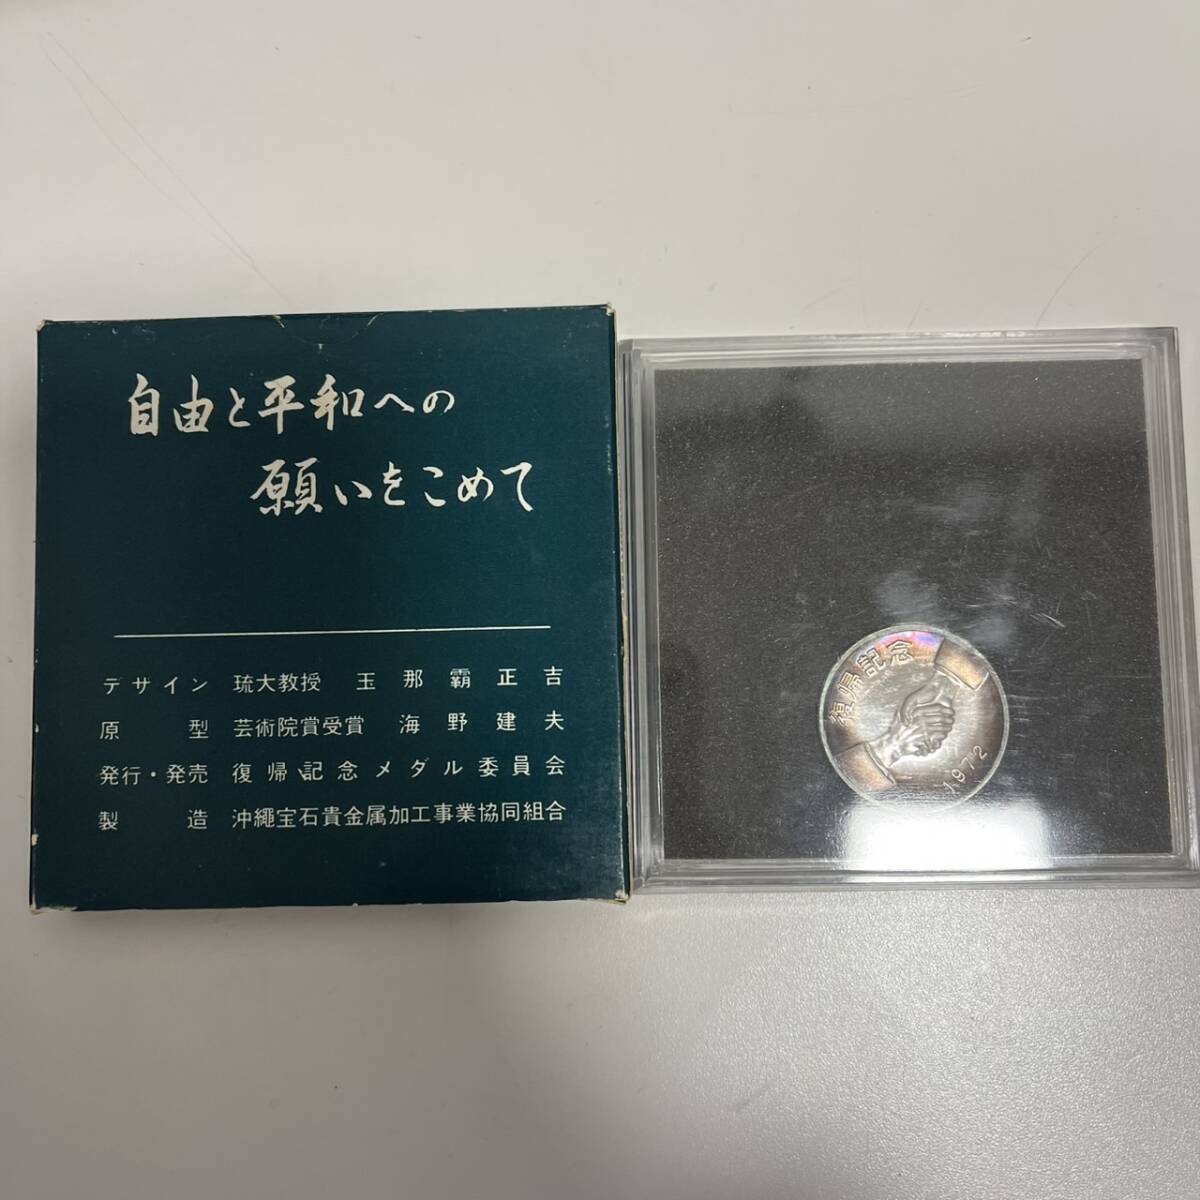 自由と平和への
願いをこめて
デザイン 琉大教授 玉那覇正吉
原型 芸術院賞受賞 海野建夫
発行・発売 復帰記念メダル委員会
製造 沖縄宝石貴金属加工事業協同組合
復帰記念
1972